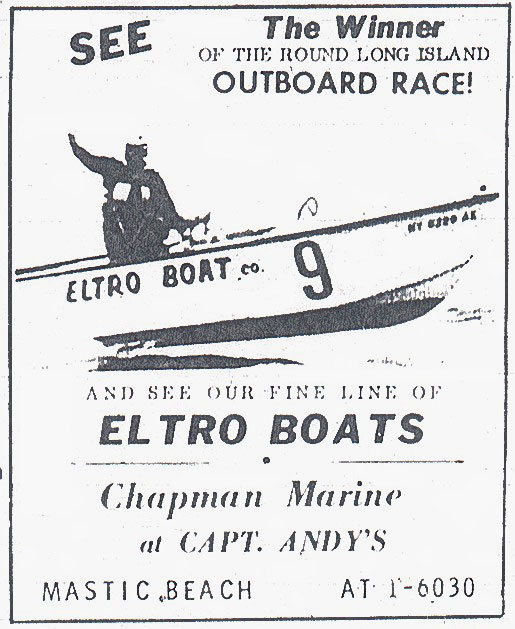 SEE
The Winner
OF THE ROUND LONG ISLAND
OUTBOARD RACE!
ELTRO BOAT CO. 9
AND SEE OUR FINE LINE OF
ELTRO BOATS
Chapman Marine
at CAPT. ANDY'S
MASTIC BEACH AT 1-6030